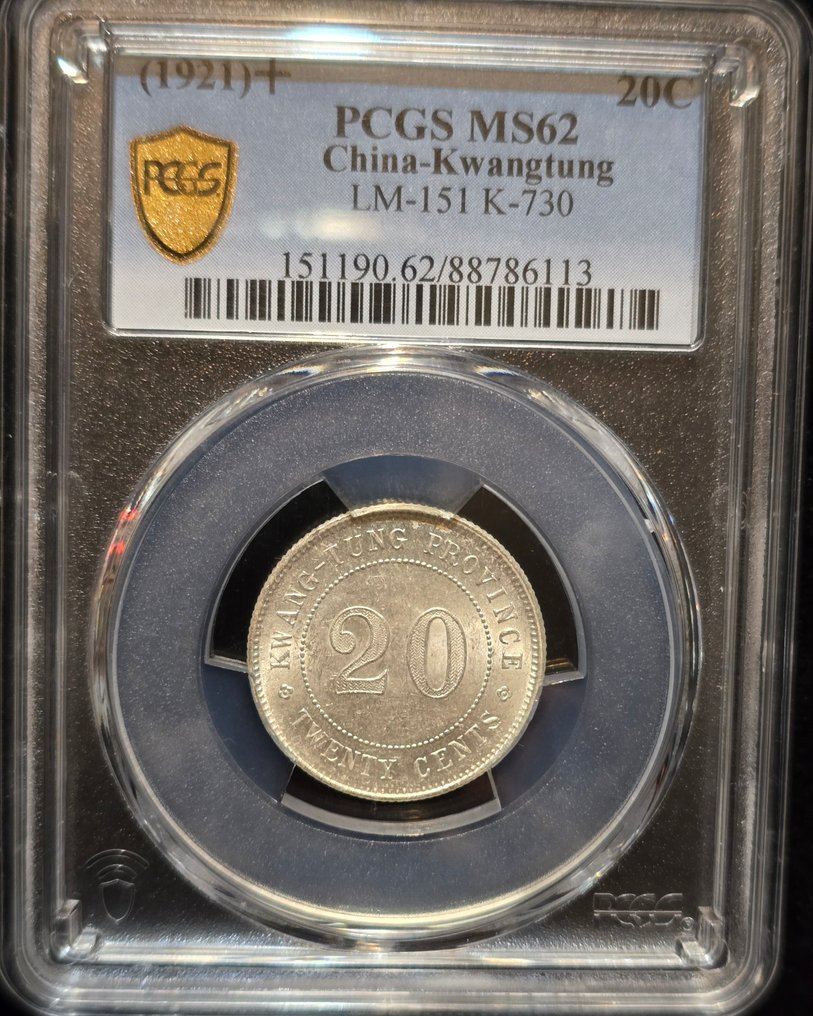 (1921)十 20C
PCGS MS62
PCGS
China-Kwangtung
LM-151 K-730
151190.62/88786113
KWANG-TUNG PROVINCE
20
TWENTY CENTS
PCGS